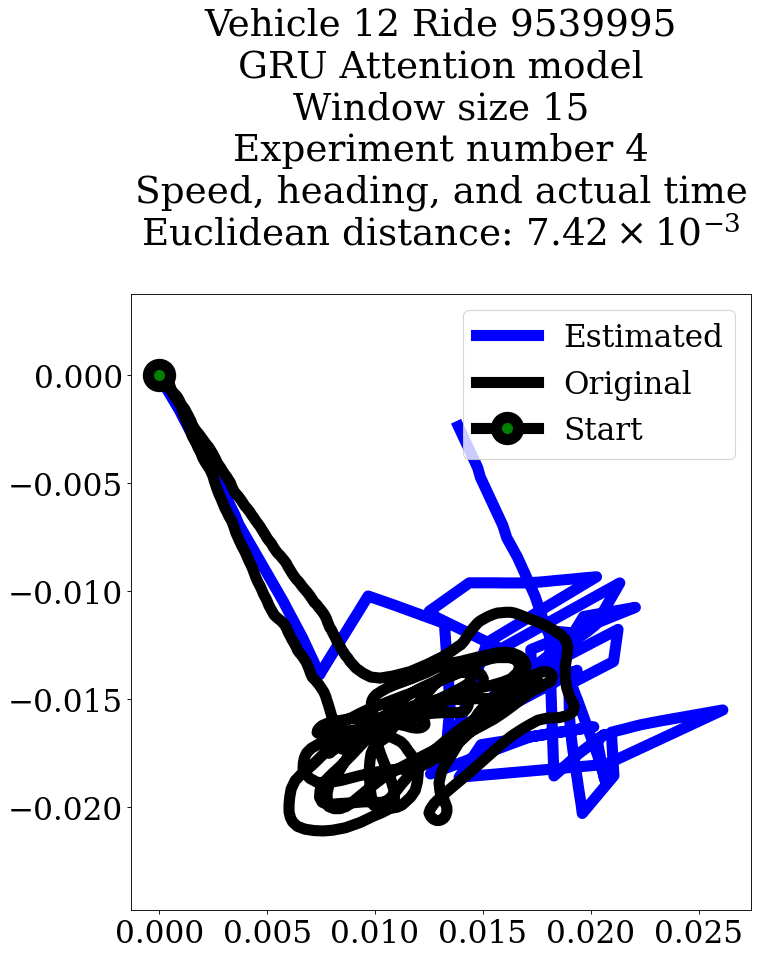 Vehicle 12 Ride 9539995
GRU Attention model
Window size 15
Experiment number 4
Speed, heading, and actual time
Euclidean distance: 7.42 × 10⁻³
Estimated
Original
Start
0.000
−0.005
−0.010
−0.015
−0.020
0.000 0.005 0.010 0.015 0.020 0.025